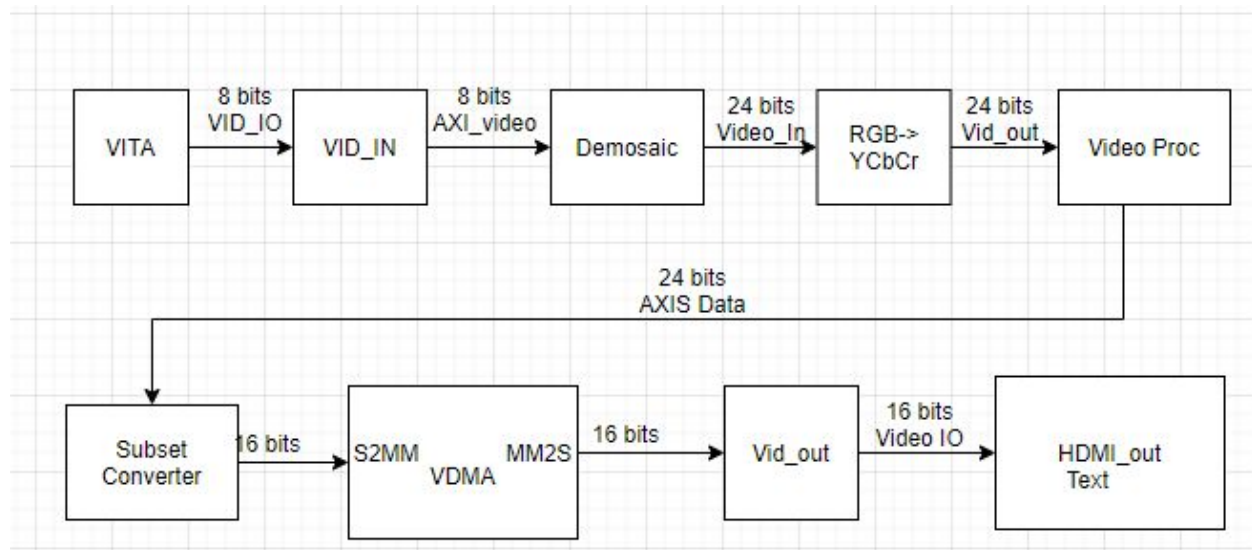 VITA
8 bits
VID_IO
VID_IN
8 bits
AXI_video
Demosaic
24 bits
Video_In
RGB->
YCbCr
24 bits
Vid_out
Video Proc
24 bits
AXIS Data
Subset
Converter
16 bits
S2MM
MM2S
VDMA
16 bits
Vid_out
16 bits
Video IO
HDMI_out
Text